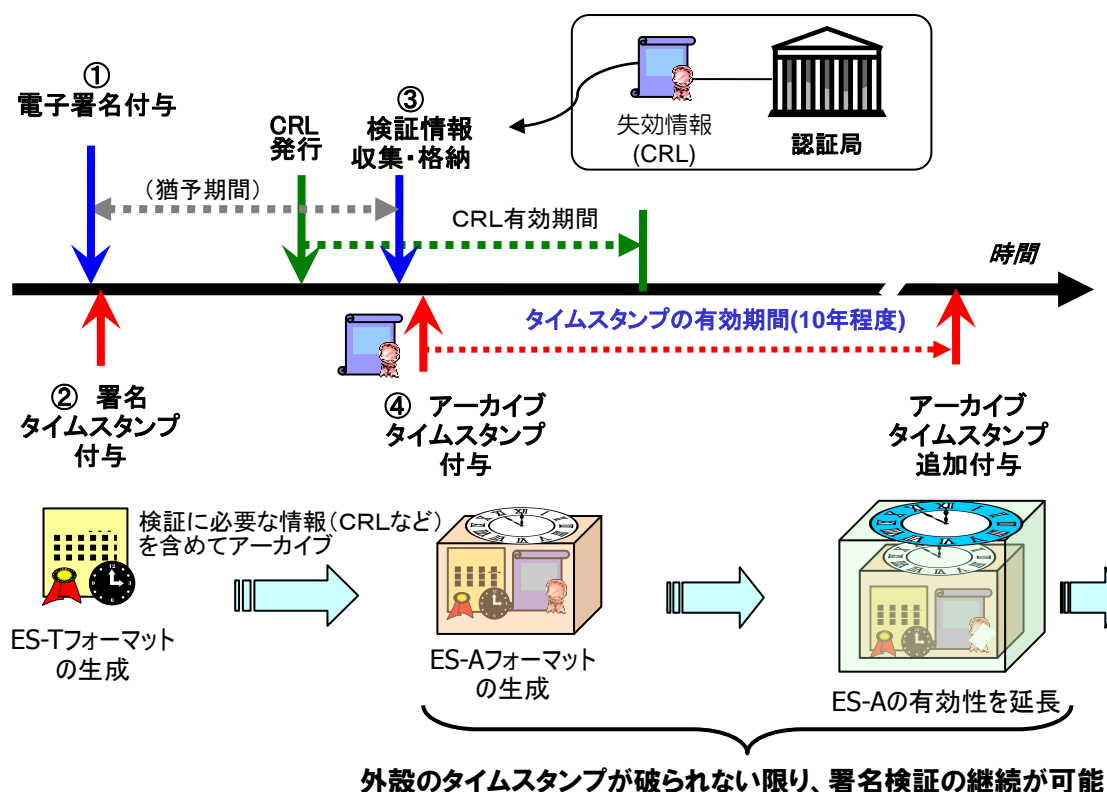 ①
電子署名付与
CRL
発行
③
検証情報
収集・格納
失効情報
(CRL)
認証局
（猶予期間）
CRL有効期間
時間
タイムスタンプの有効期間(10年程度)
② 署名
タイムスタンプ
付与
④ アーカイブ
タイムスタンプ
付与
アーカイブ
タイムスタンプ
追加付与
検証に必要な情報（CRLなど）
を含めてアーカイブ
ES-Tフォーマット
の生成
ES-Aフォーマット
の生成
ES-Aの有効性を延長
外殻のタイムスタンプが破られない限り、署名検証の継続が可能